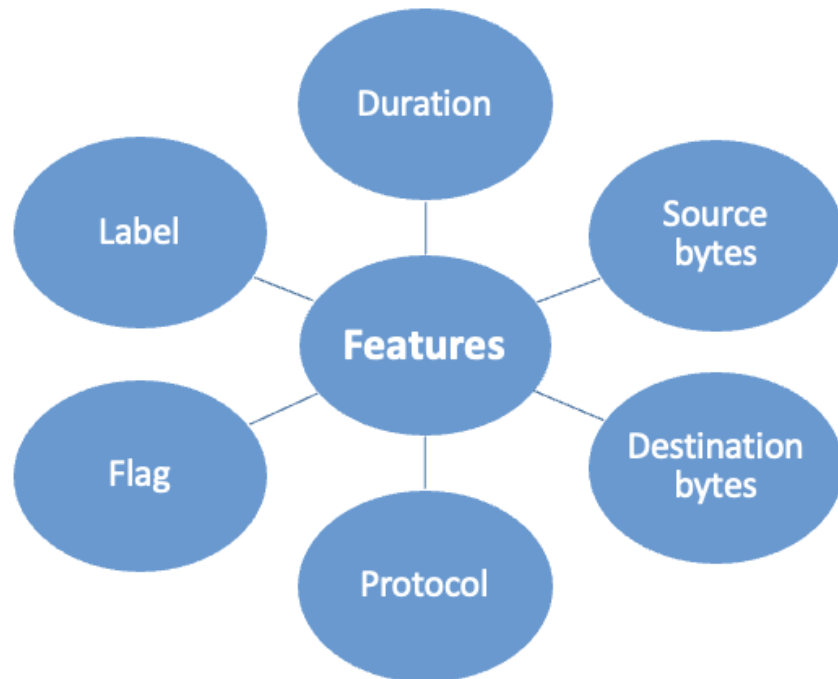 Duration
Label
Source
bytes
Features
Flag
Destination
bytes
Protocol